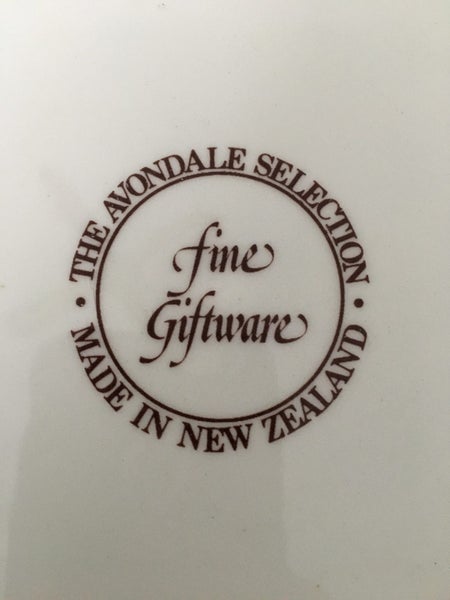 • THE AVONDALE SELECTION •
fine
Giftware
MADE IN NEW ZEALAND